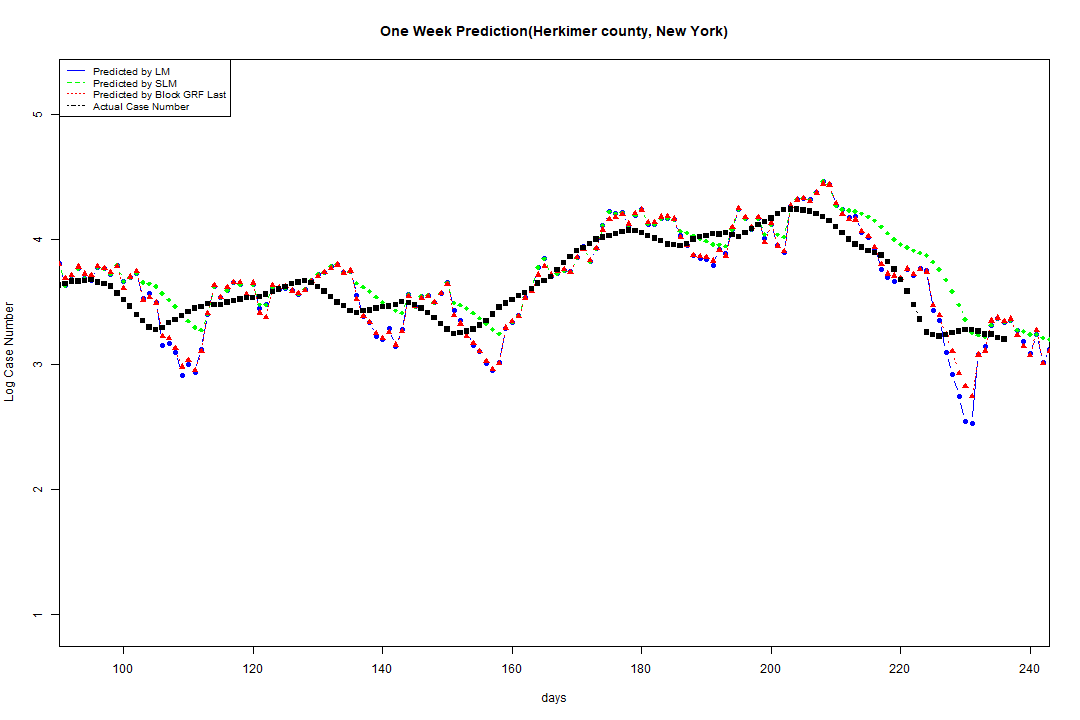 One Week Prediction(Herkimer county, New York)
Predicted by LM
Predicted by SLM
Predicted by Block GRF Last
Actual Case Number
5
4
3
2
1
Log Case Number
100 120 140 160 180 200 220 240
days